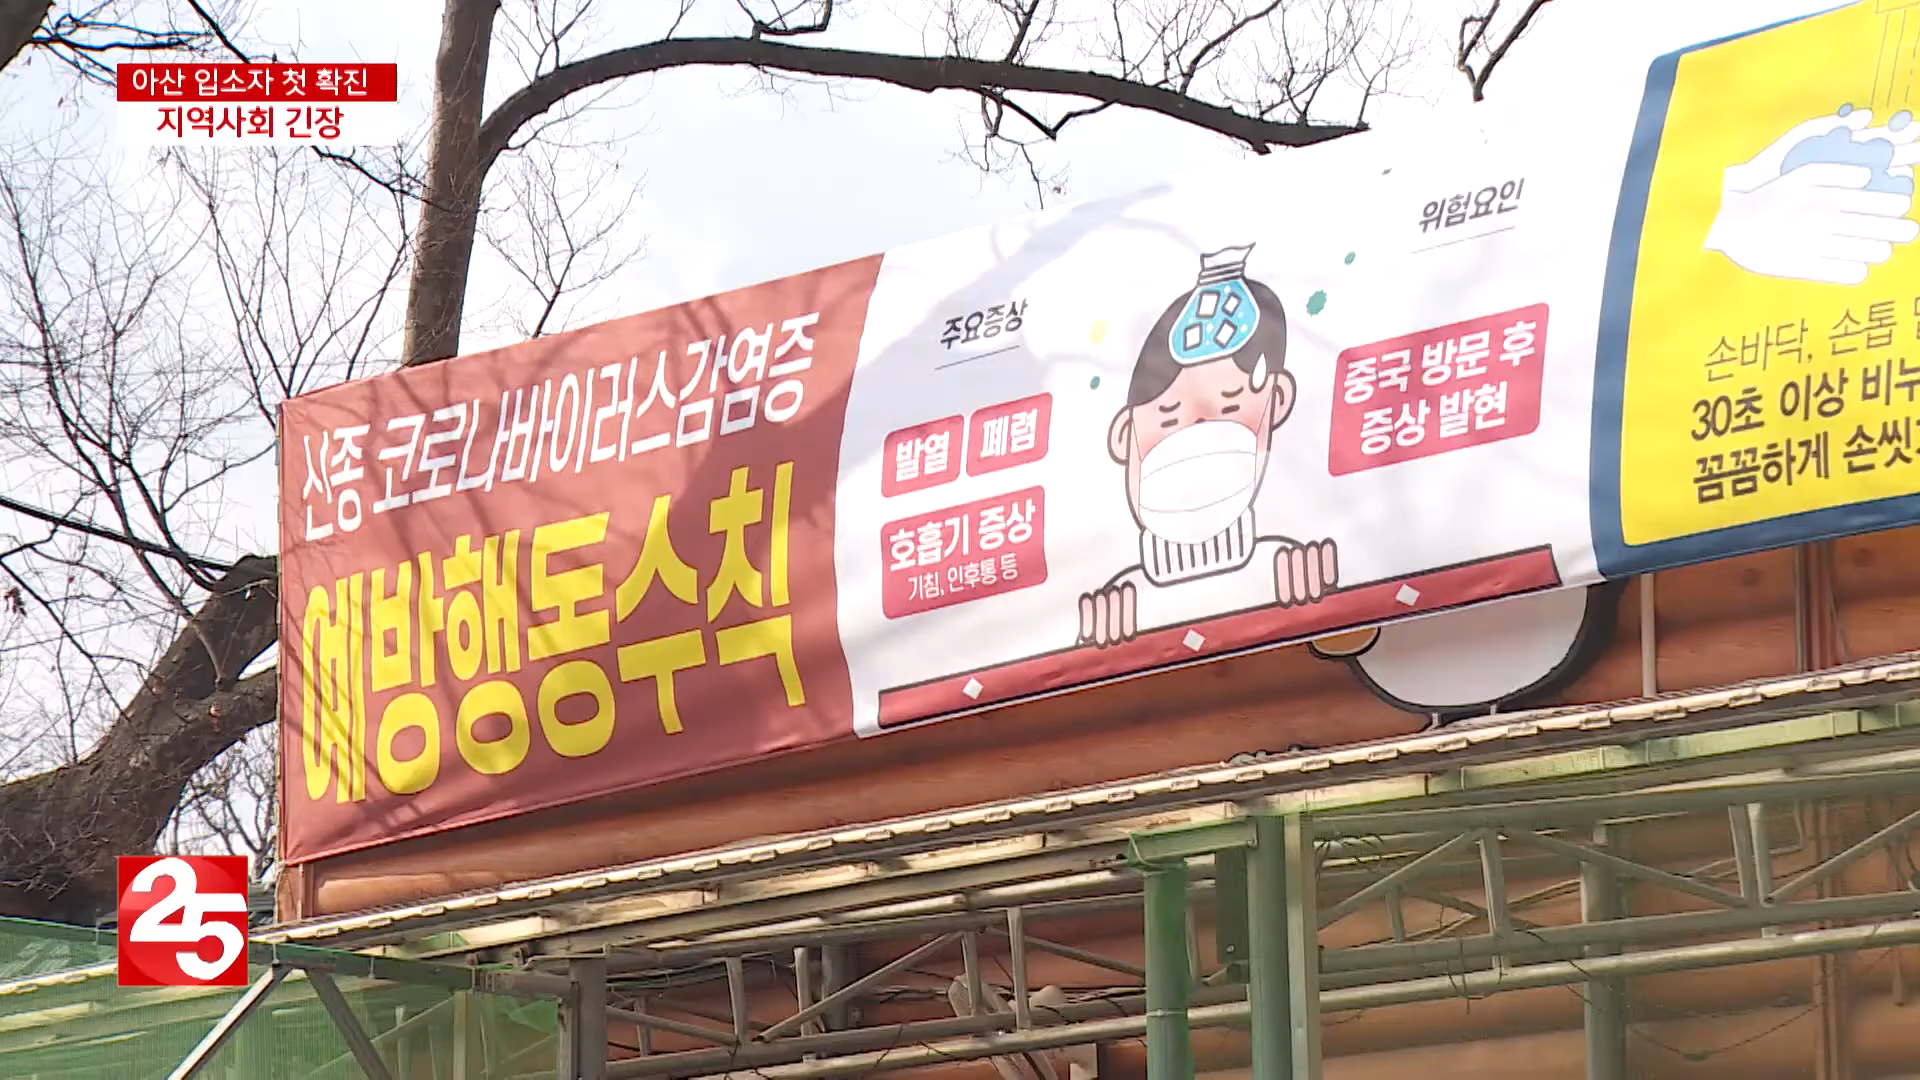 아산 입소자 첫 확진
지역사회 긴장
신종 코로나바이러스감염증
예방행동수칙
주요증상
발열 폐렴
호흡기 증상
기침, 인후통 등
위험요인
중국 방문 후
증상 발현
손바닥, 손톱
30초 이상
꼼꼼하게
25